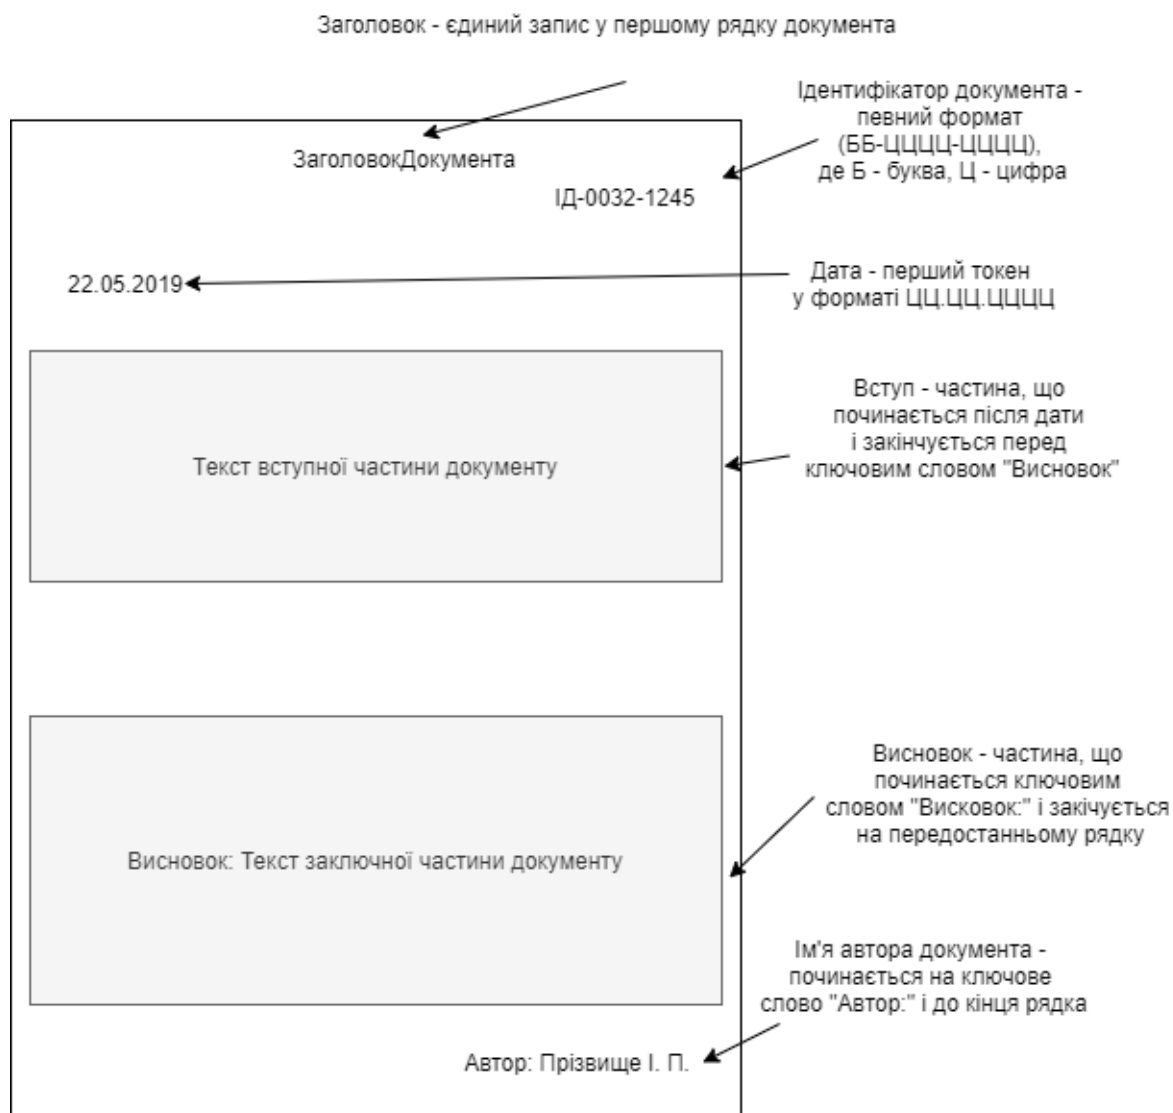 Заголовок - єдиний запис у першому рядку документа
Ідентифікатор документа -
певний формат
(ББ-ЦЦЦЦ-ЦЦЦЦ),
де Б - буква, Ц - цифра
ЗаголовокДокумента
ІД-0032-1245
22.05.2019
Дата - перший токен
у форматі ЦЦ.ЦЦ.ЦЦЦЦ
Вступ - частина, що
починається після дати
і закінчується перед
ключовим словом "Висновок"
Текст вступної частини документу
Висновок - частина, що
починається ключовим
словом "Висковок:" і закічується
на передостанньому рядку
Висновок: Текст заключної частини документу
Ім'я автора документа -
починається на ключове
слово "Автор:" і до кінця рядка
Автор: Прізвище І. П.